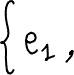 { e₁ ,